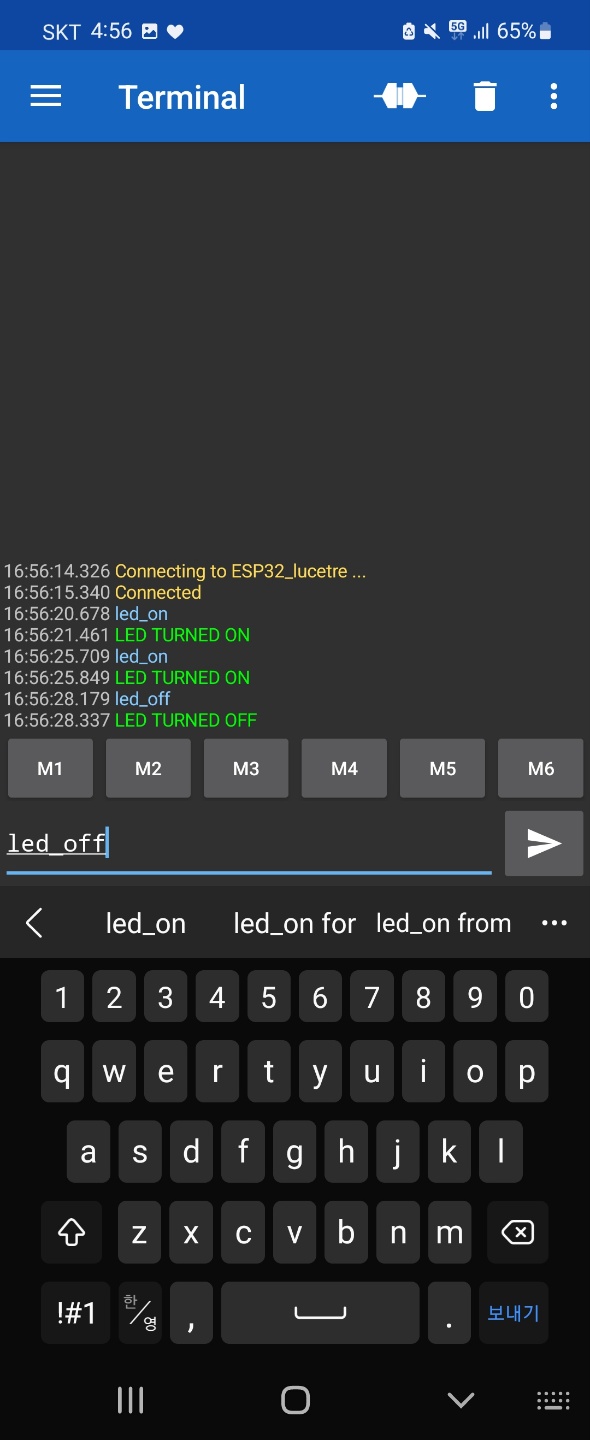 SKT 4:56 5G 65%
Terminal
16:56:14.326 Connecting to ESP32_lucetre ...
16:56:15.340 Connected
16:56:20.678 led_on
16:56:21.461 LED TURNED ON
16:56:25.709 led_on
16:56:25.849 LED TURNED ON
16:56:28.179 led_off
16:56:28.337 LED TURNED OFF
M1 M2 M3 M4 M5 M6
led_off
led_on led_on for led_on from ...
1 2 3 4 5 6 7 8 9 0
q w e r t y u i o p
a s d f g h j k l
z x c v b n m
!#1 한/영 , . 보내기